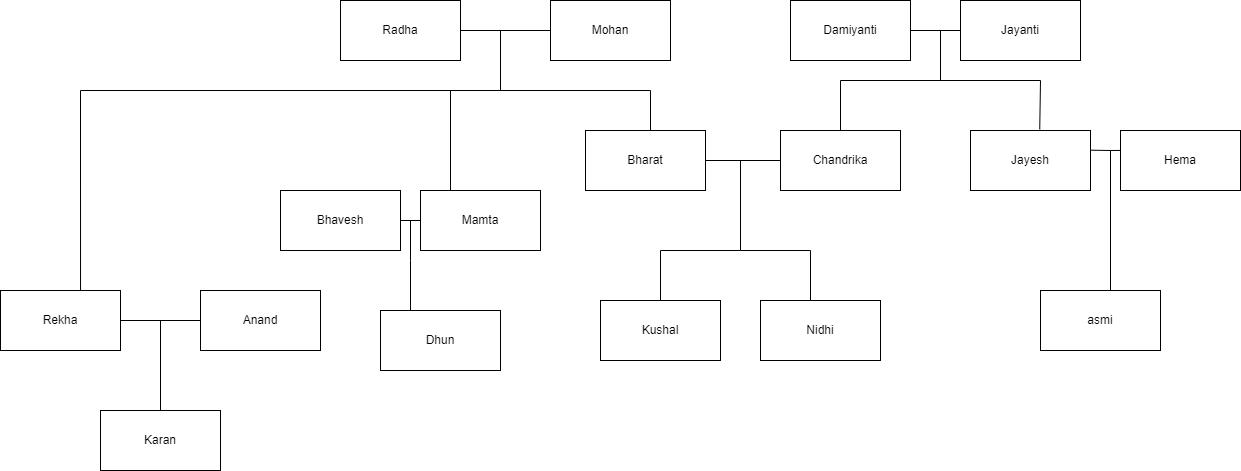 Radha
Mohan
Damiyanti
Jayanti
Bharat
Chandrika
Jayesh
Hema
Bhavesh
Mamta
Rekha
Anand
Dhun
Kushal
Nidhi
asmi
Karan